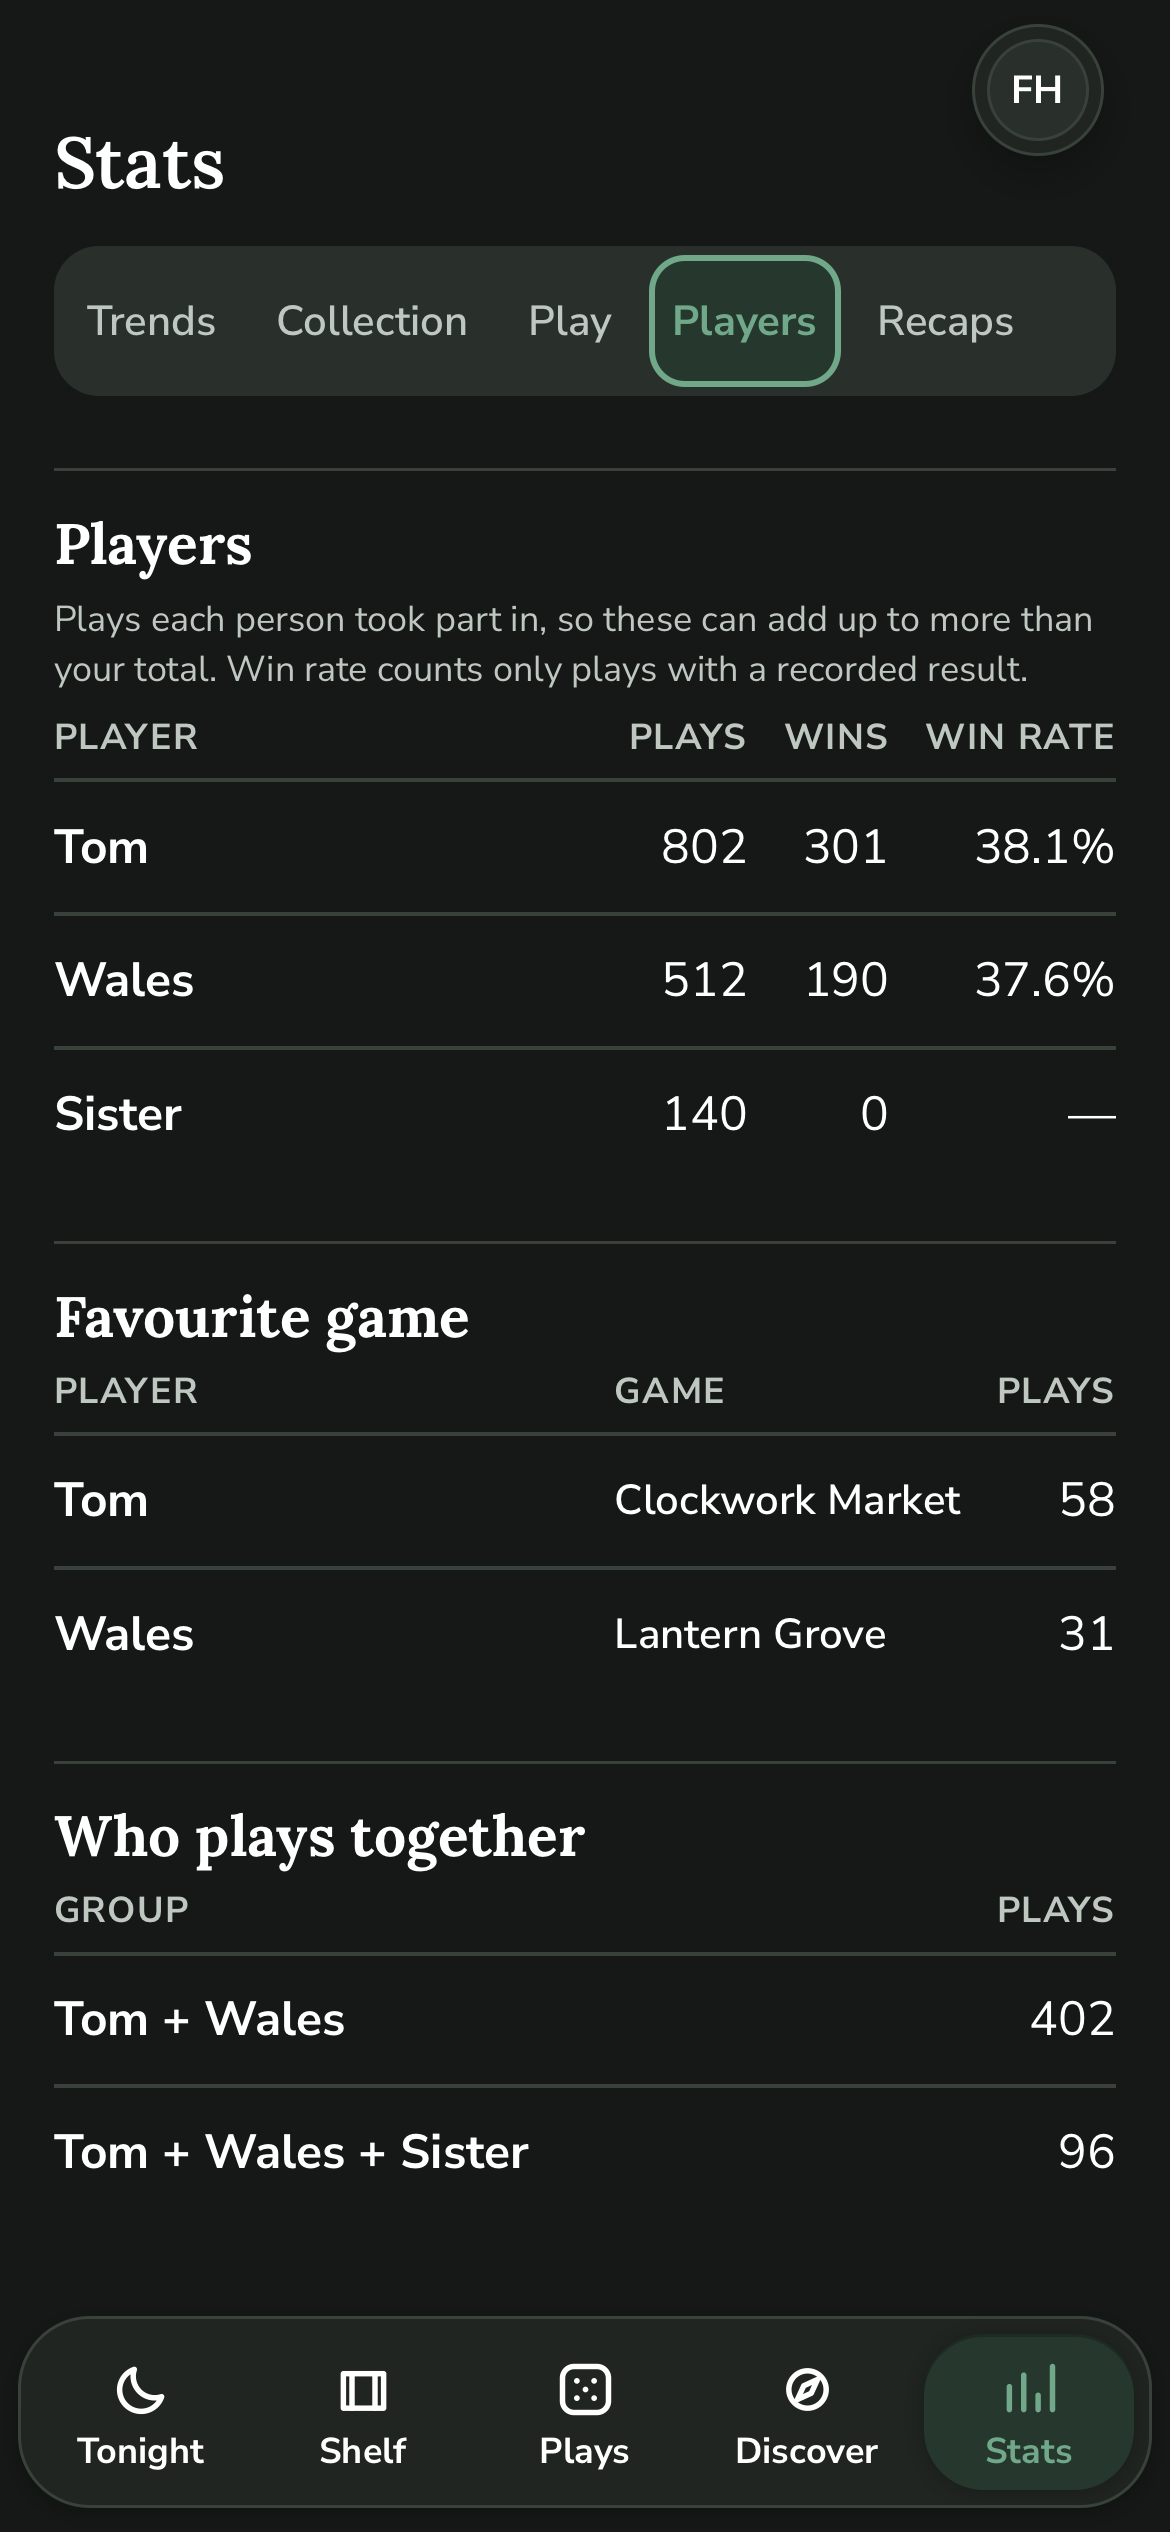 FH
Stats
Trends Collection Play Players Recaps
Players
Plays each person took part in, so these can add up to more than
your total. Win rate counts only plays with a recorded result.
PLAYER PLAYS WINS WIN RATE
Tom 802 301 38.1%
Wales 512 190 37.6%
Sister 140 0 —
Favourite game
PLAYER GAME PLAYS
Tom Clockwork Market 58
Wales Lantern Grove 31
Who plays together
GROUP PLAYS
Tom + Wales 402
Tom + Wales + Sister 96
Tonight Shelf Plays Discover Stats